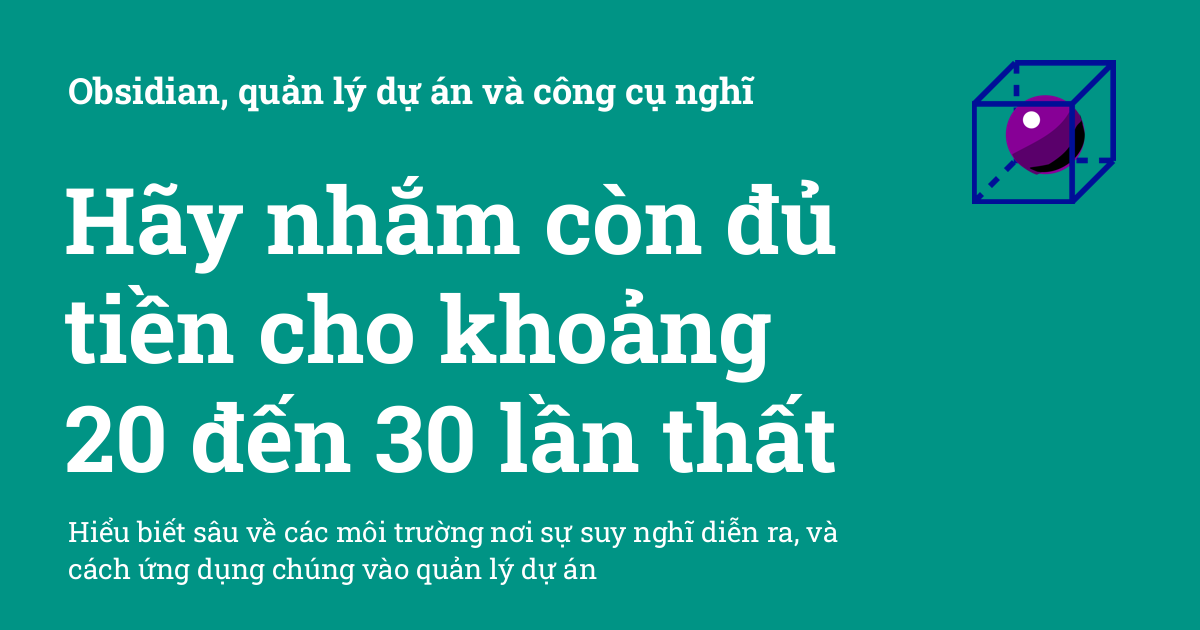 Obsidian, quản lý dự án và công cụ nghĩ
Hãy nhắm còn đủ
tiền cho khoảng
20 đến 30 lần thất
Hiểu biết sâu về các môi trường nơi sự suy nghĩ diễn ra, và
cách ứng dụng chúng vào quản lý dự án